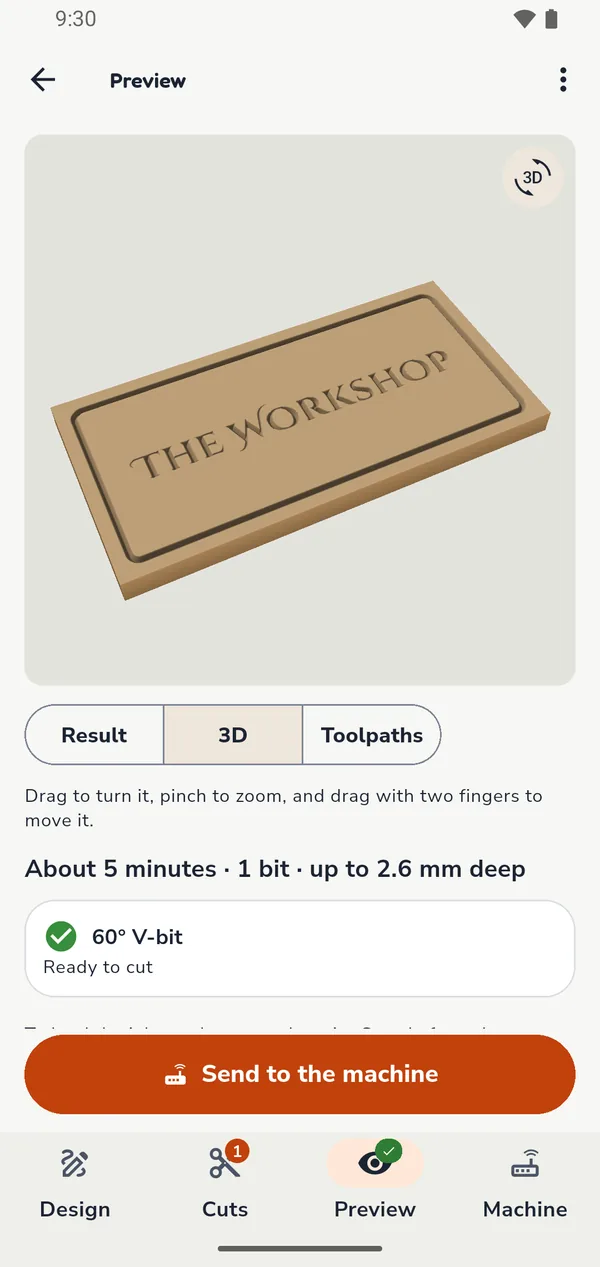 9:30
Preview
3D
THE WORKSHOP
Result
3D
Toolpaths
Drag to turn it, pinch to zoom, and drag with two fingers to
move it.
About 5 minutes · 1 bit · up to 2.6 mm deep
60° V-bit
Ready to cut
Send to the machine
1
Design
Cuts
Preview
Machine